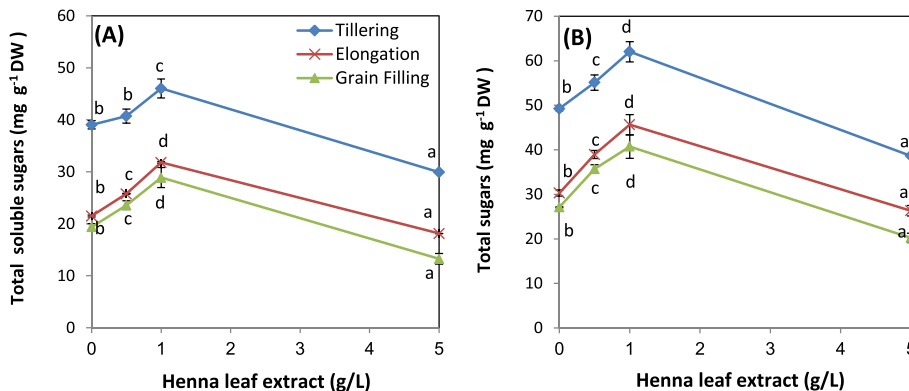 (A)
Tillering
Elongation
Grain Filling
Total soluble sugars (mg g-1 DW)
60
50
40
30
20
10
0
b
b
c
a
b
c
d
a
b
c
d
a
0 1 2 3 4 5
Henna leaf extract (g/L)
(B)
Total sugars (mg g-1 DW)
70
60
50
40
30
20
10
0
b
c
d
a
b
c
d
a
b
c
d
a
0 1 2 3 4 5
Henna leaf extract (g/L)